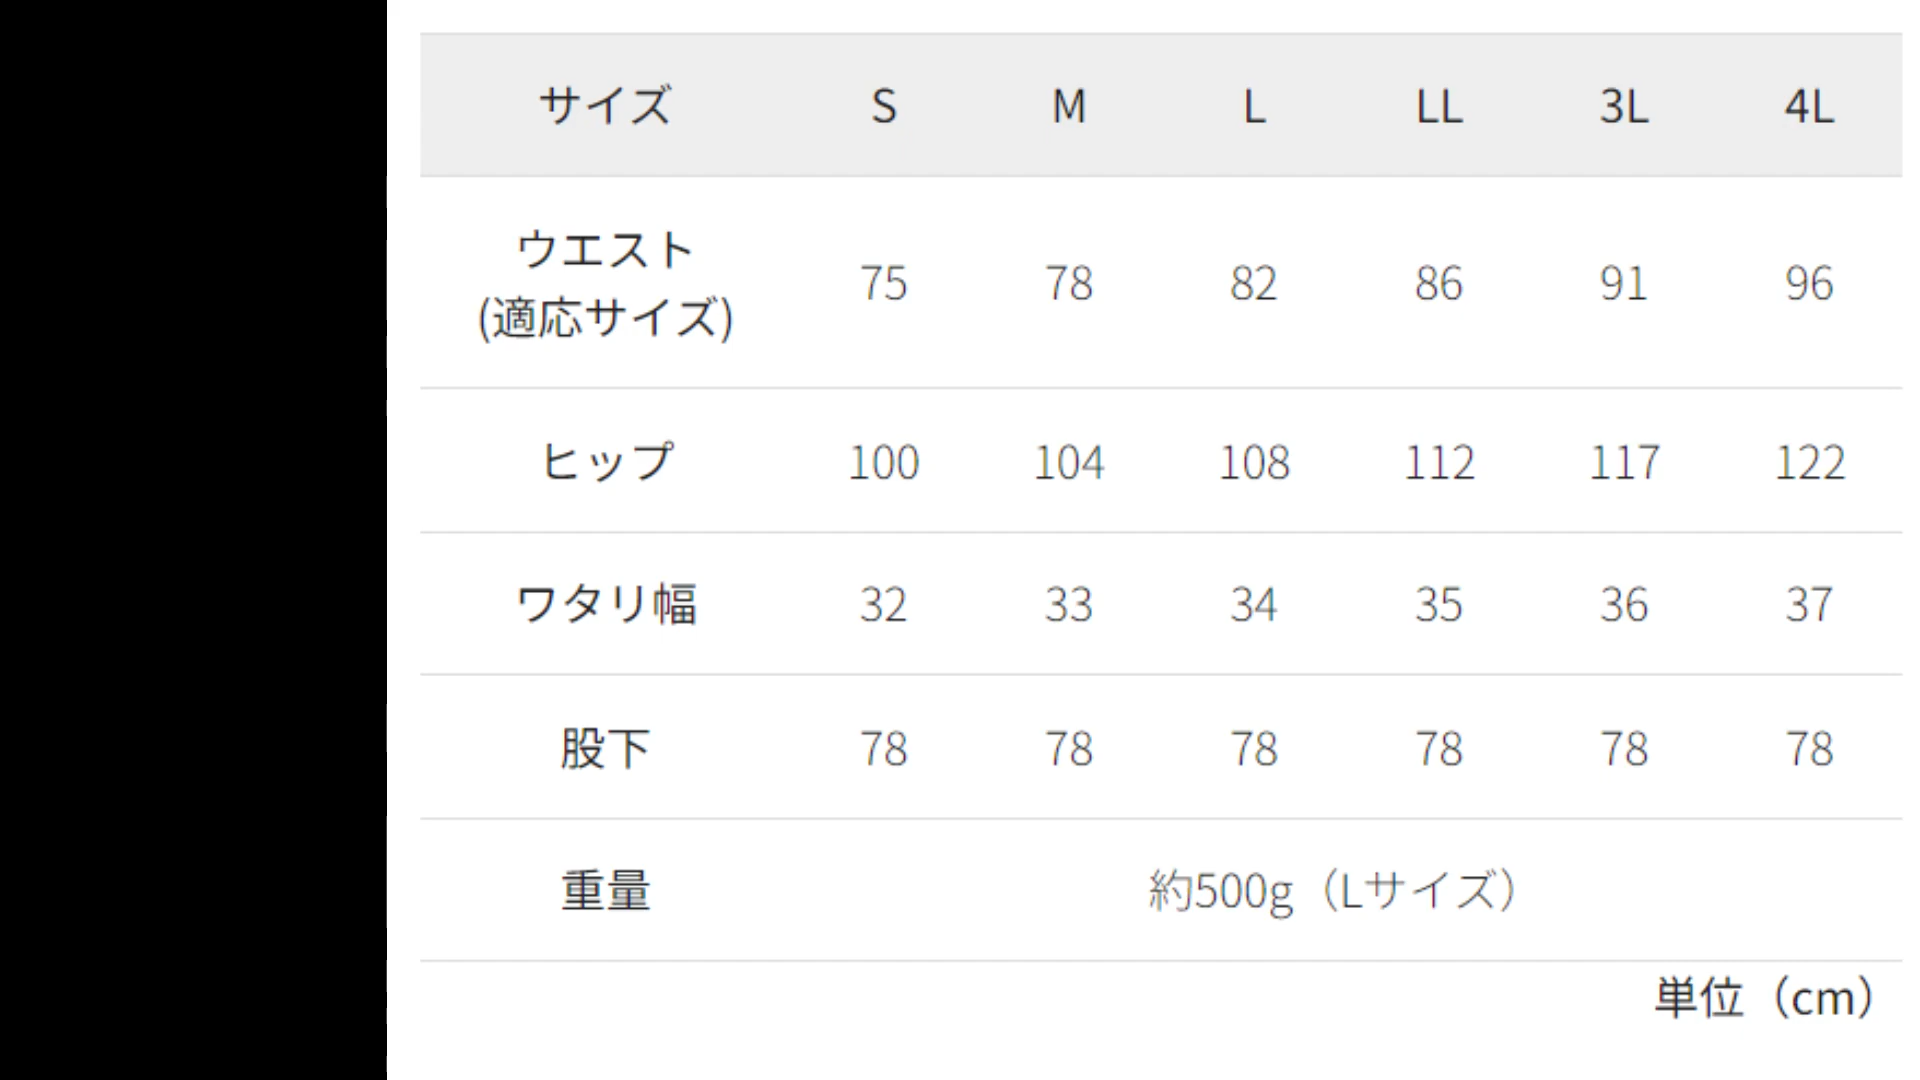 サイズ S M L LL 3L 4L
ウエスト
(適応サイズ) 75 78 82 86 91 96
ヒップ 100 104 108 112 117 122
ワタリ幅 32 33 34 35 36 37
股下 78 78 78 78 78 78
重量 約500g（Lサイズ）
単位（cm）